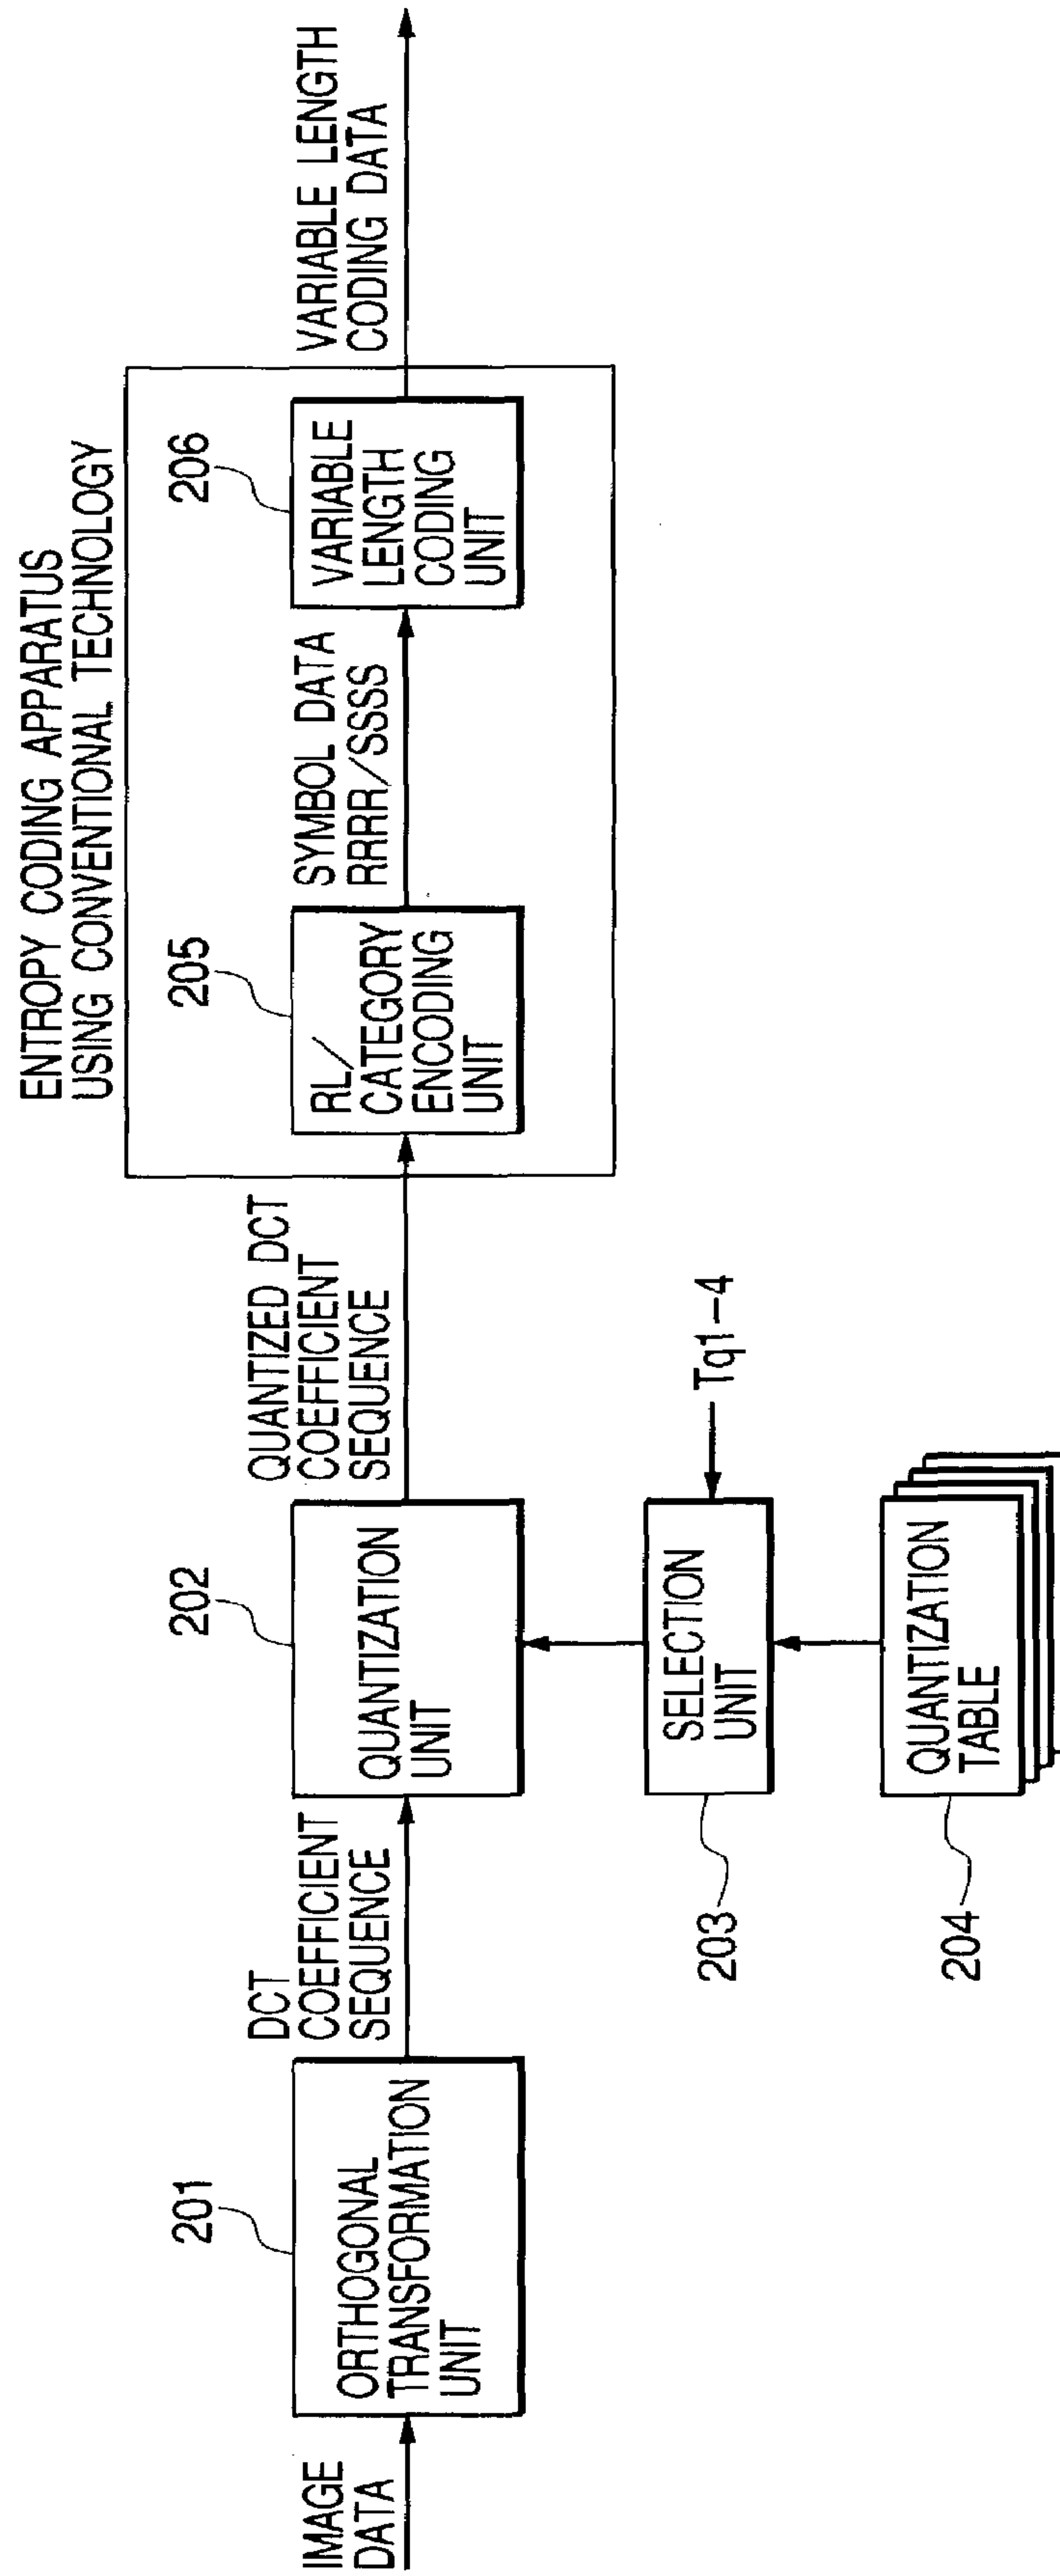 ENTROPY CODING APPARATUS
USING CONVENTIONAL TECHNOLOGY
IMAGE
DATA
201
ORTHOGONAL
TRANSFORMATION
UNIT
DCT
COEFFICIENT
SEQUENCE
202
QUANTIZATION
UNIT
QUANTIZED DCT
COEFFICIENT
SEQUENCE
205
RL/
CATEGORY
ENCODING
UNIT
SYMBOL DATA
RRRR/SSSS
206
VARIABLE
LENGTH
CODING
UNIT
VARIABLE LENGTH
CODING DATA
203
SELECTION
UNIT
Tq1-4
204
QUANTIZATION
TABLE